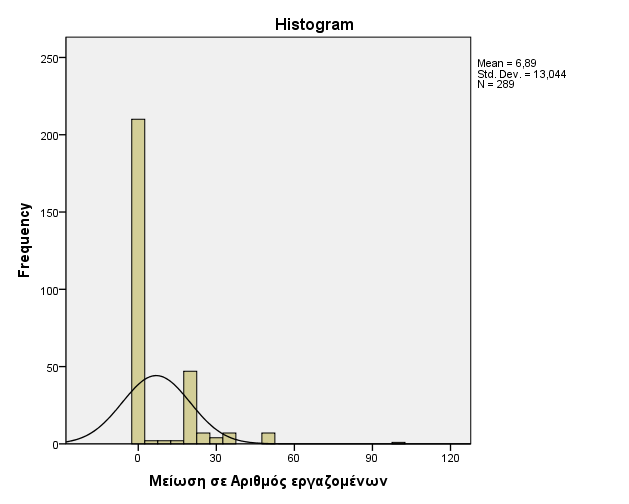 Histogram
Mean = 6,89
Std. Dev. = 13,044
N = 289
250
200
150
100
50
0
Frequency
0 30 60 90 120
Μείωση σε Αριθμός εργαζομένων